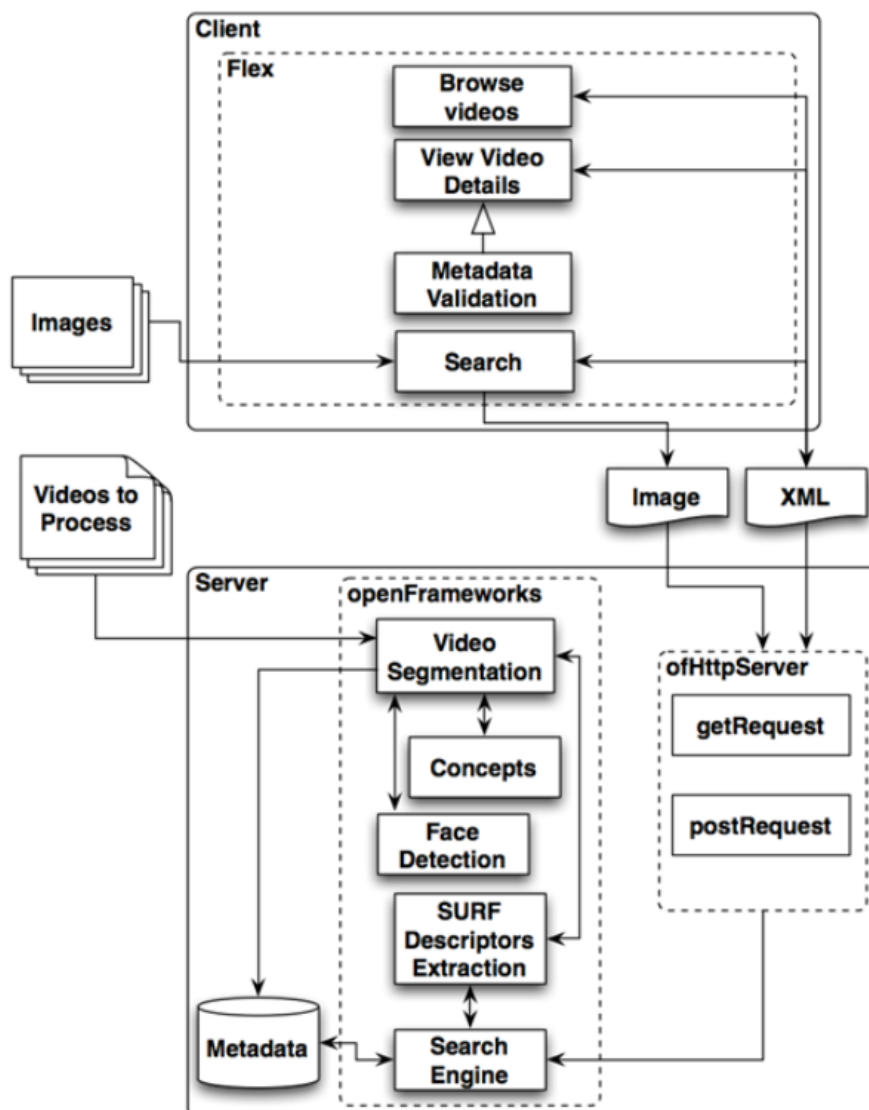 Client
Flex
Browse
videos
View Video
Details
Metadada
Validation
Images
Search
Videos to
Process
Image
XML
Server
openFrameworks
Video
Segmentation
ofHttpServer
getRequest
Concepts
postRequest
Face
Detection
SURF
Descriptors
Extraction
Metadata
Search
Engine